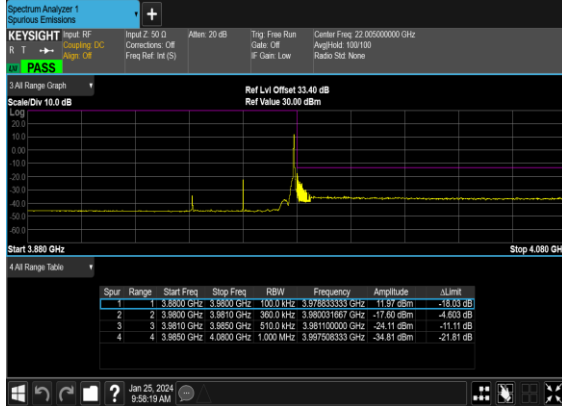 Spectrum Analyzer 1
Spurious Emissions
+
KEYSIGHT Input: RF Input Z: 50 Ω Atten: 20 dB Trig: Free Run Center Freq: 22.005000000 GHz
R T Coupling: DC Corrections: Off Gate: Off Avg|Hold: 100/100
Align: Off Freq Ref: Int (S) IF Gain: Low Radio Std: None
PASS
3 All Range Graph
Ref Lvl Offset 33.40 dB
Scale/Div 10.0 dB Ref Value 30.00 dBm
Log
20.0
10.0
0.00
-10.0
-20.0
-30.0
-40.0
-50.0
-60.0
Start 3.880 GHz Stop 4.080 GH
4 All Range Table
Spur Range Start Freq Stop Freq RBW Frequency Amplitude ΔLimit
1 1 3.8800 GHz 3.9800 GHz 100.0 kHz 3.978833333 GHz 11.97 dBm -18.03 dB
2 2 3.9800 GHz 3.9810 GHz 360.0 kHz 3.980031667 GHz -17.60 dBm -4.603 dB
3 3 3.9810 GHz 3.9850 GHz 510.0 kHz 3.981100000 GHz -24.11 dBm -11.11 dB
4 4 3.9850 GHz 4.0800 GHz 1.000 MHz 3.997508333 GHz -34.81 dBm -21.81 dB
? Jan 25, 2024
9:58:19 AM